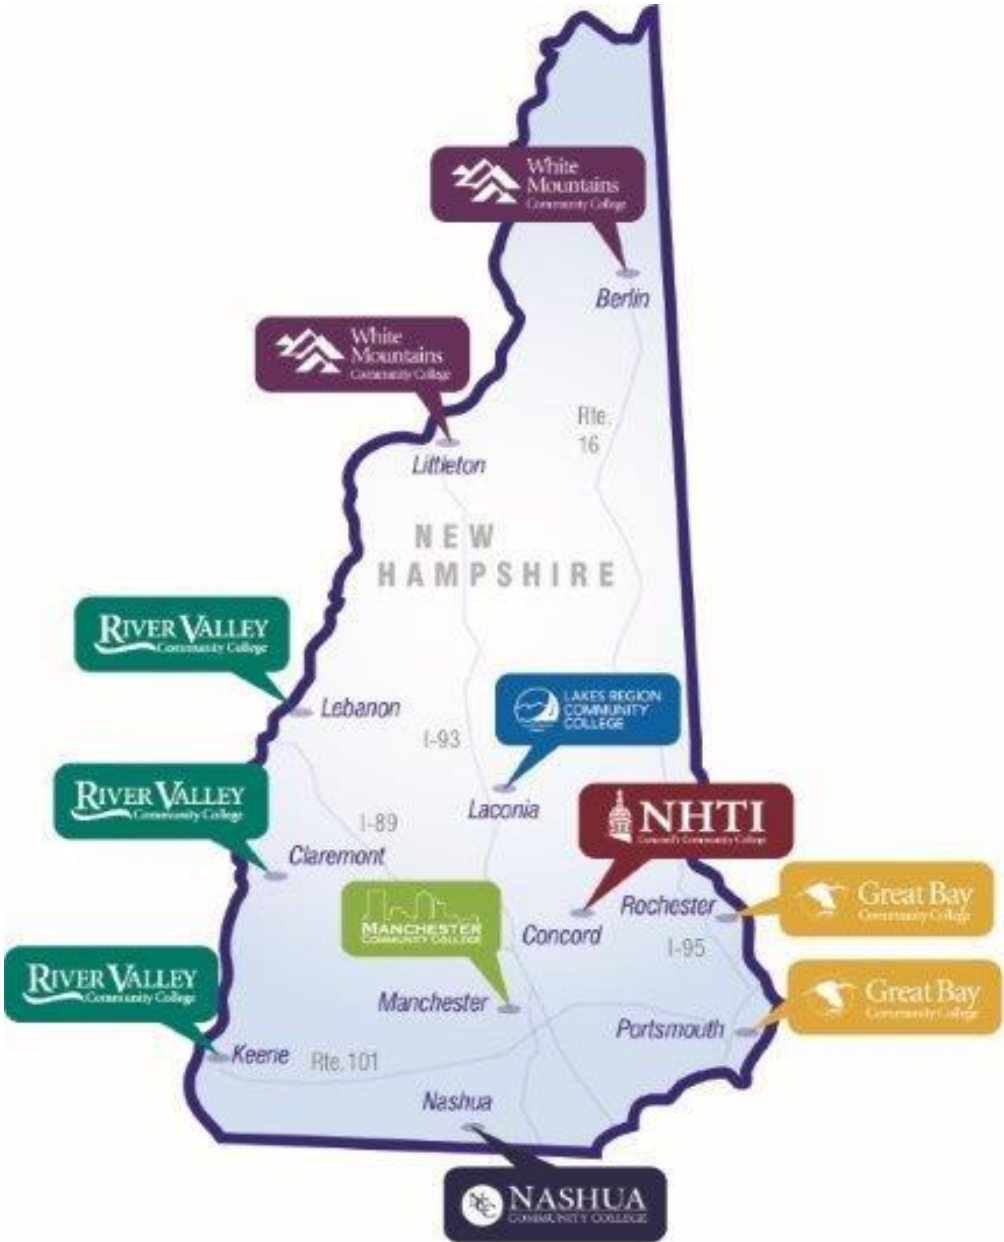 White
Mountains
Community College
Berlin
White
Mountains
Community College
Rte.
16
Littleton
NEW
HAMPSHIRE
RIVER VALLEY
Community College
Lebanon
LAKES REGION
COMMUNITY
COLLEGE
I-93
RIVER VALLEY
Community College
Laconia
NHTI
Concord's Community College
I-89
Claremont
MANCHESTER
COMMUNITY COLLEGE
Great Bay
Community College
Rochester
Concord
I-95
RIVER VALLEY
Community College
Great Bay
Community College
Manchester
Portsmouth
Keene
Rte. 101
Nashua
NCC
NASHUA
COMMUNITY COLLEGE